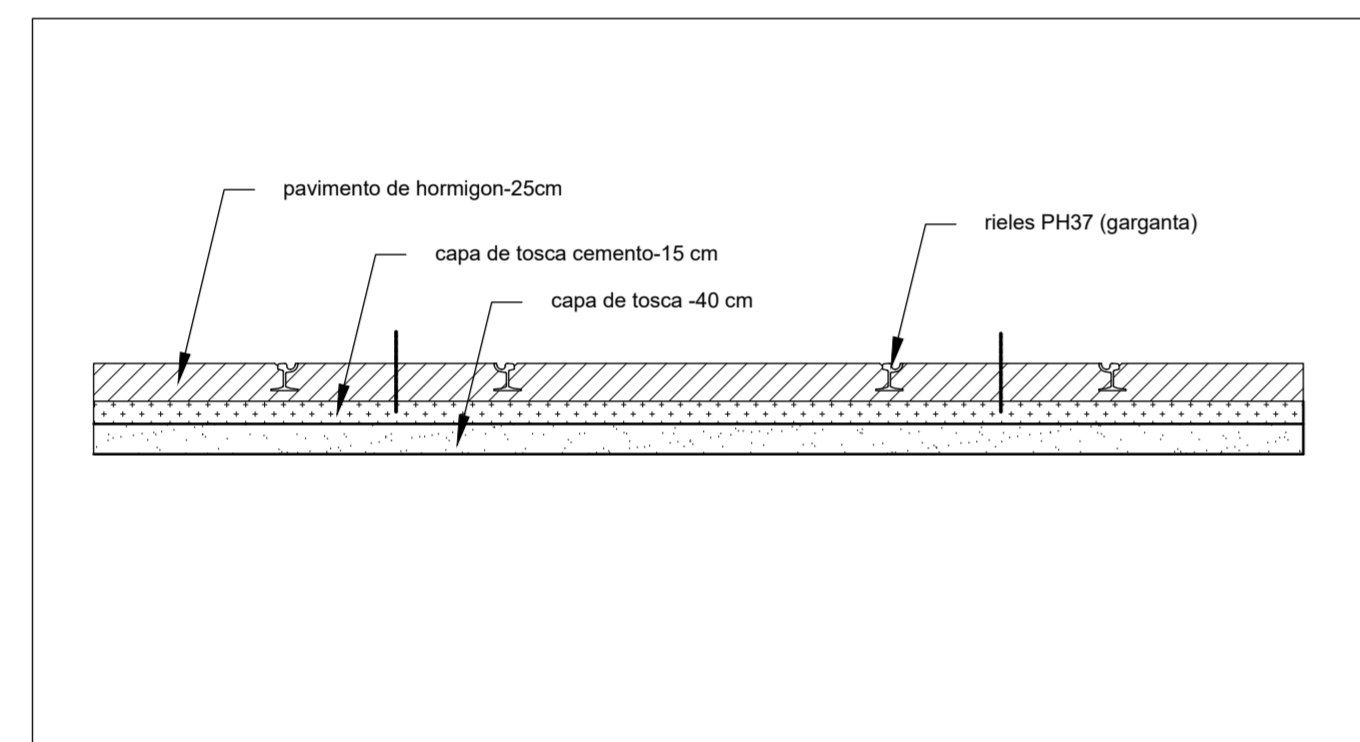 pavimento de hormigon-25cm
rieles PH37 (garganta)
capa de tosca cemento-15 cm
capa de tosca -40 cm